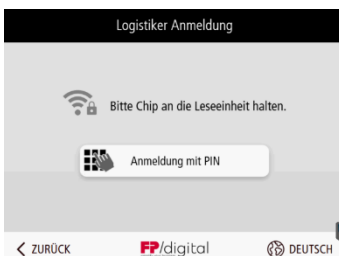 Logistiker Anmeldung
Bitte Chip an die Leseeinheit halten.
Anmeldung mit PIN
ZURÜCK FP/digital DEUTSCH